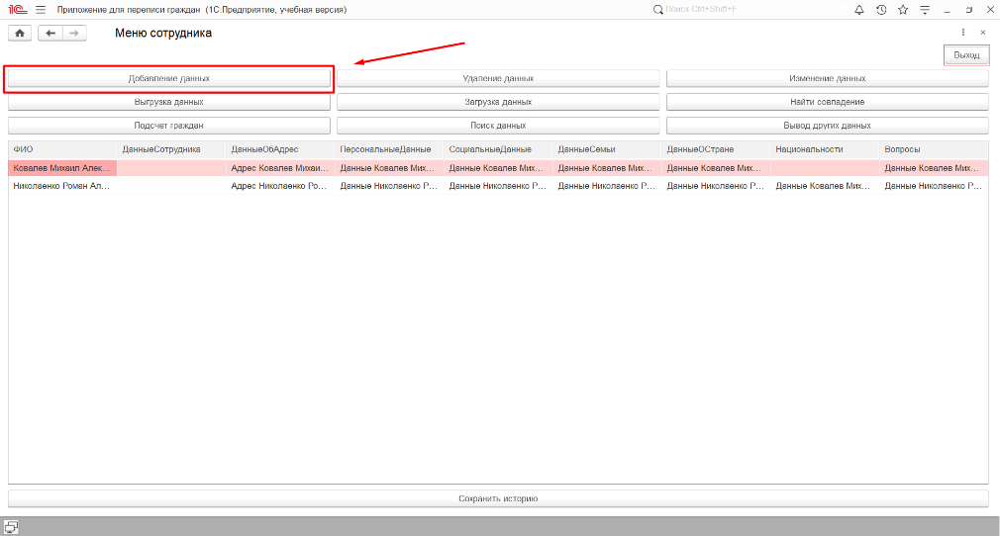 1С Приложение для переписи граждан (1С:Предприятие, учебная версия) Поиск Ctrl+Shift+F
Меню сотрудника
Выход
Добавление данных Удаление данных Изменение данных
Выгрузка данных Загрузка данных Найти совпадение
Подсчет граждан Поиск данных Вывод других данных
ФИО ДанныеСотрудника ДанныеОбАдрес ПерсональныеДанные СоциальныеДанные ДанныеСемьи ДанныеОСтране Национальности Вопросы
Ковалев Михаил Алек... Адрес Ковалев Михаи... Данные Ковалев Мих... Данные Ковалев Мих... Данные Ковалев Мих... Данные Ковалев Мих... Данные Ковалев Мих...
Николаенко Роман Ал... Адрес Николаенко Ро... Данные Николаенко Р... Данные Николаенко Р... Данные Николаенко Р... Данные Николаенко Р... Данные Ковалев Мих... Данные Николаенко Р...
Сохранить историю